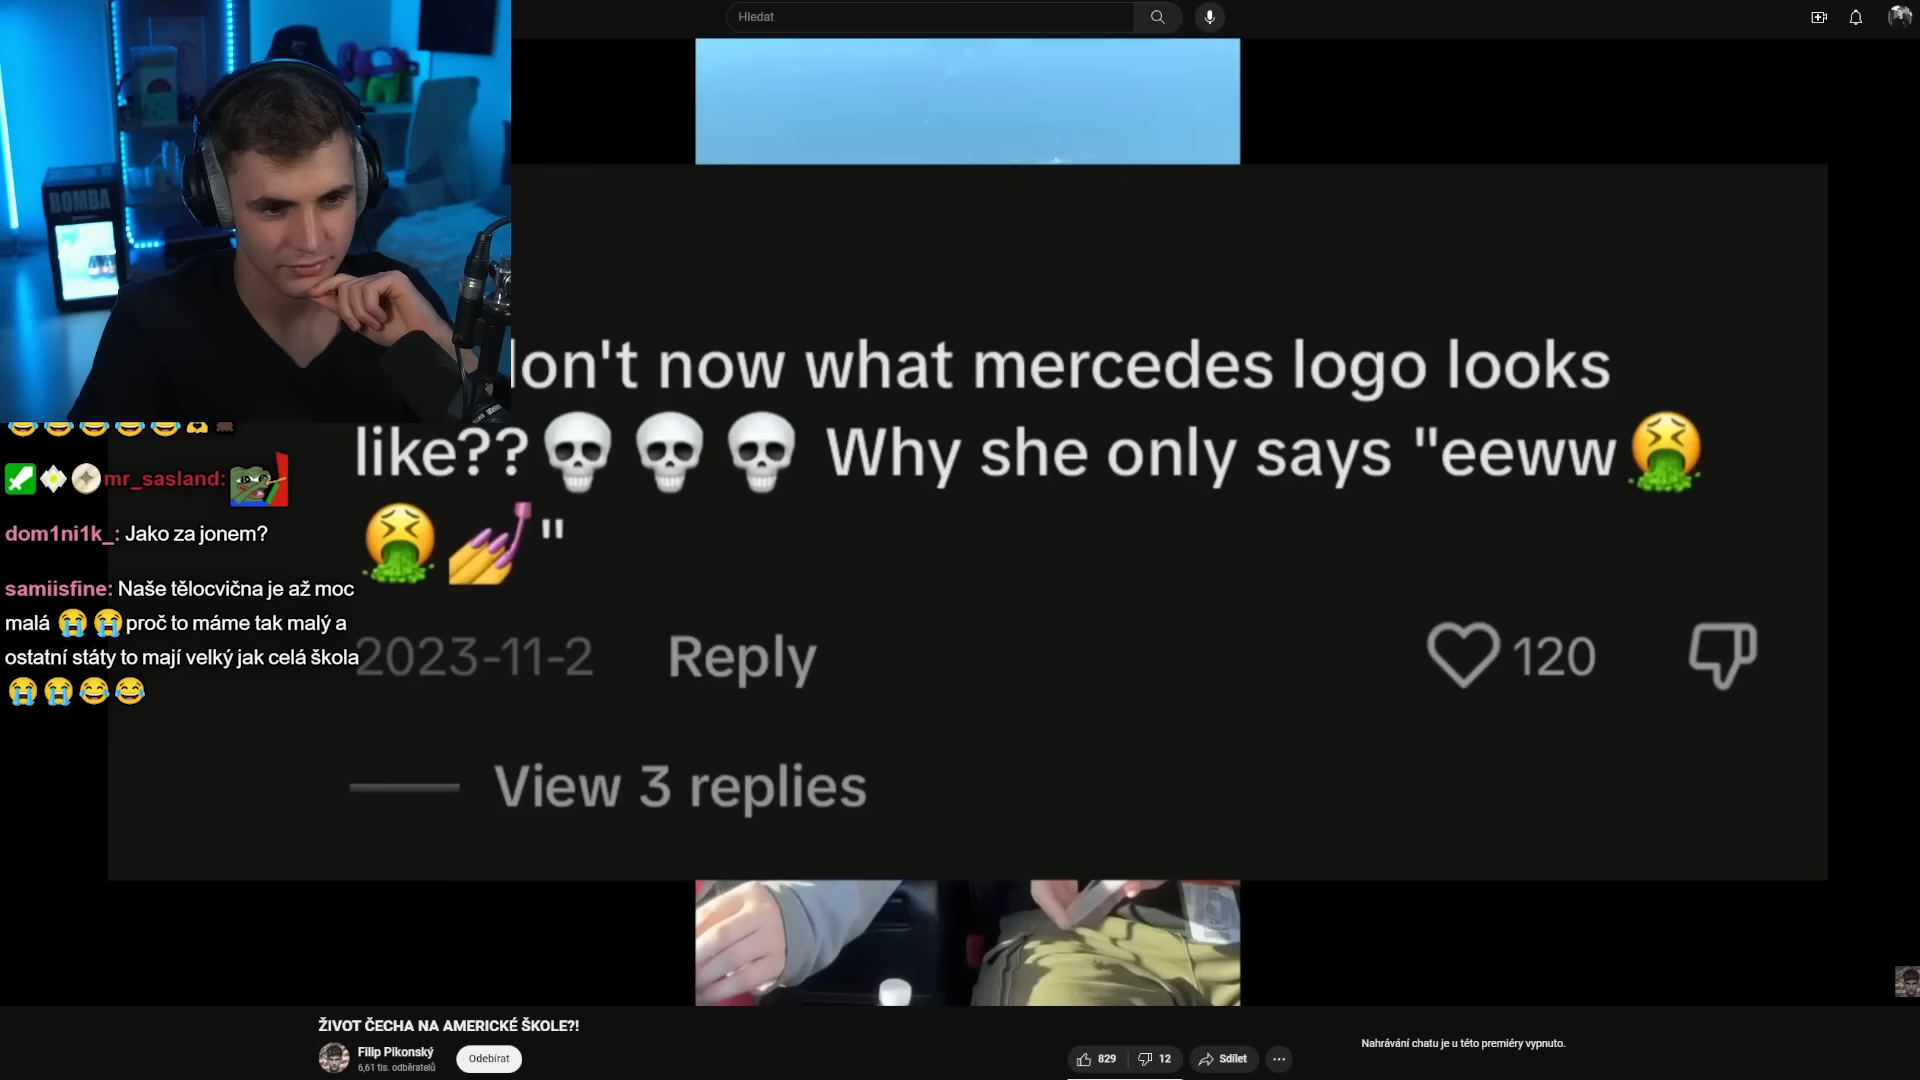 Hledat
BOMBA
on't now what mercedes logo looks
like??💀💀💀 Why she only says "eeww🤮
🤮💅"
😂😂😂😂😂🫶
mr_sasland:
dom1ni1k_: Jako za jonem?
samiisfine: Naše tělocvična je až moc
malá 😭😭 proč to máme tak malý a
ostatní státy to mají velký jak celá škola
😭😭😂😂
2023-11-2 Reply 120
View 3 replies
ŽIVOT ČECHA NA AMERICKÉ ŠKOLE?!
Filip Pikonský
6,61 tis. odběratelů
Odebírat
829 12 Sdílet
Nahrávání chatu je u této premiéry vypnuto.